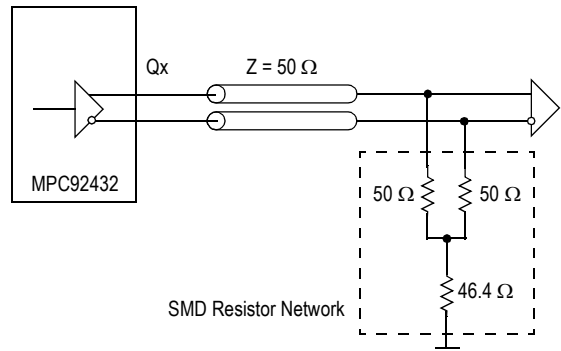 Qx
Z = 50 Ω
MPC92432
50 Ω
50 Ω
46.4 Ω
SMD Resistor Network